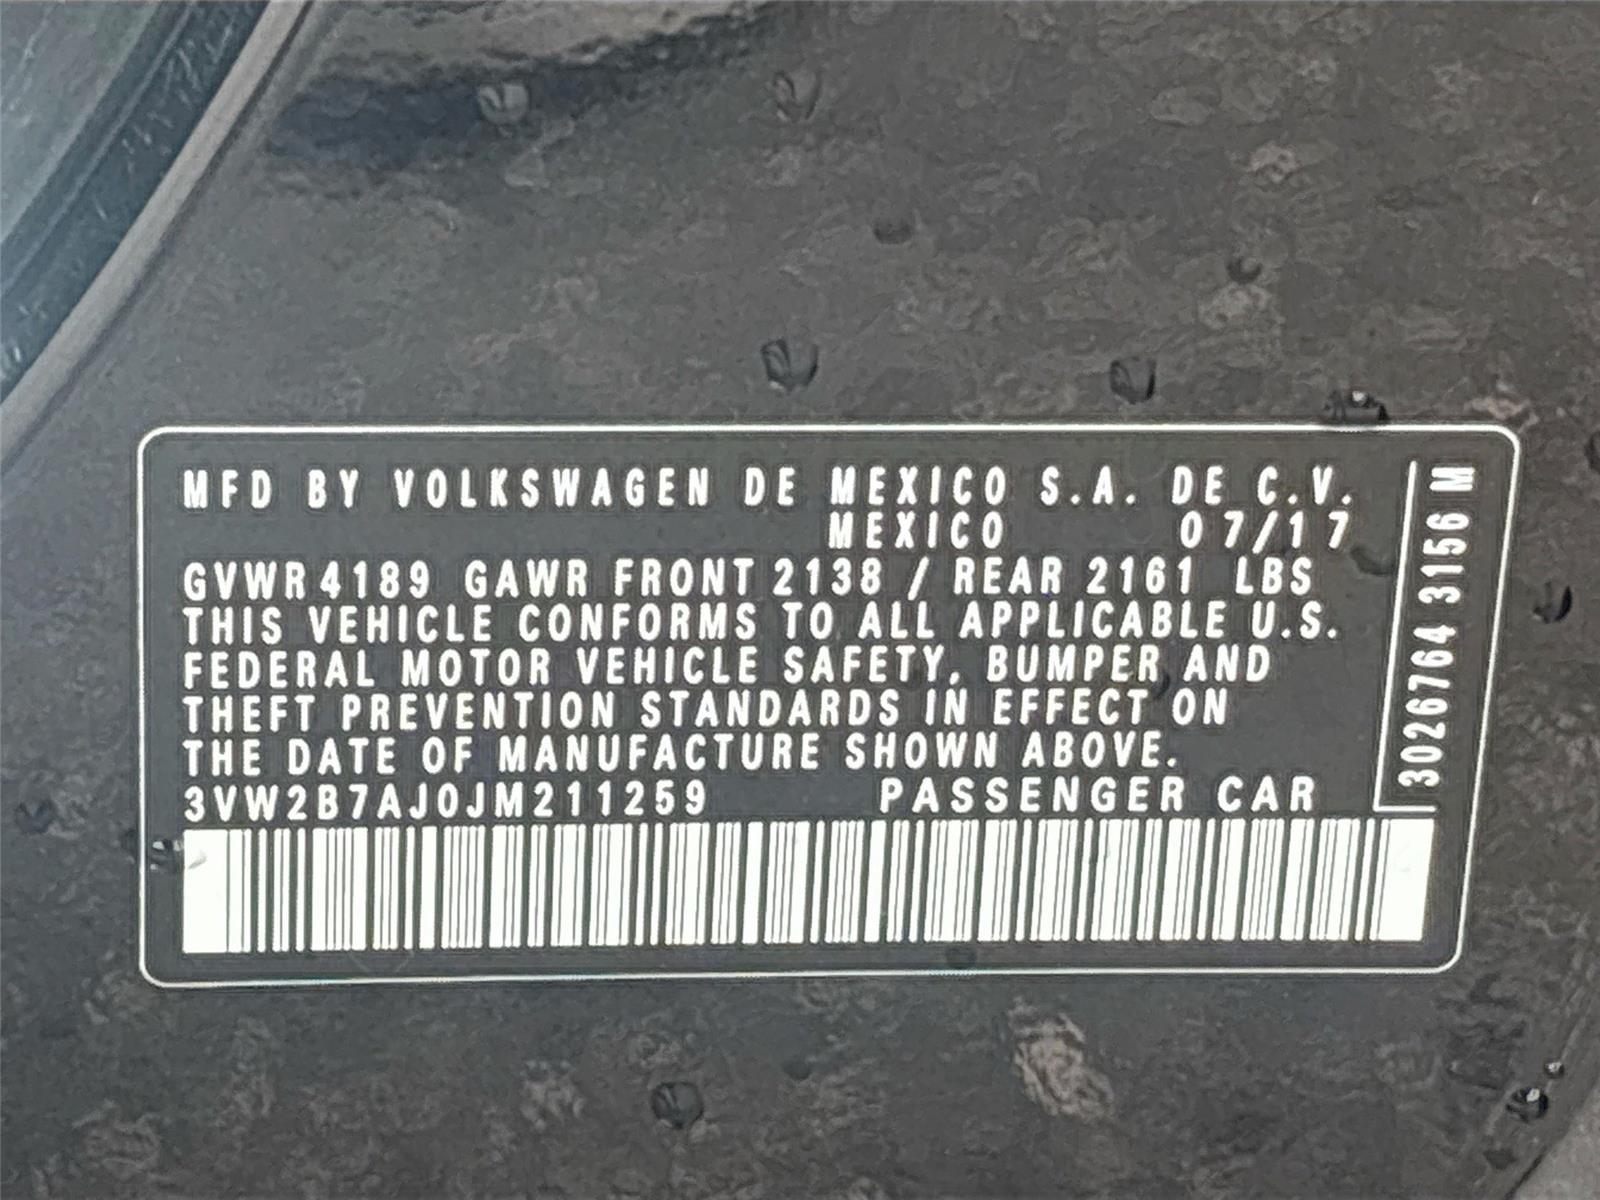 MFD BY VOLKSWAGEN DE MEXICO S.A. DE C.V.
MEXICO 07/17
GVWR 4189 GAWR FRONT 2138 / REAR 2161 LBS
THIS VEHICLE CONFORMS TO ALL APPLICABLE U.S.
FEDERAL MOTOR VEHICLE SAFETY, BUMPER AND
THEFT PREVENTION STANDARDS IN EFFECT ON
THE DATE OF MANUFACTURE SHOWN ABOVE.
3VW2B7AJ0JM211259 PASSENGER CAR
3026764 3156 M